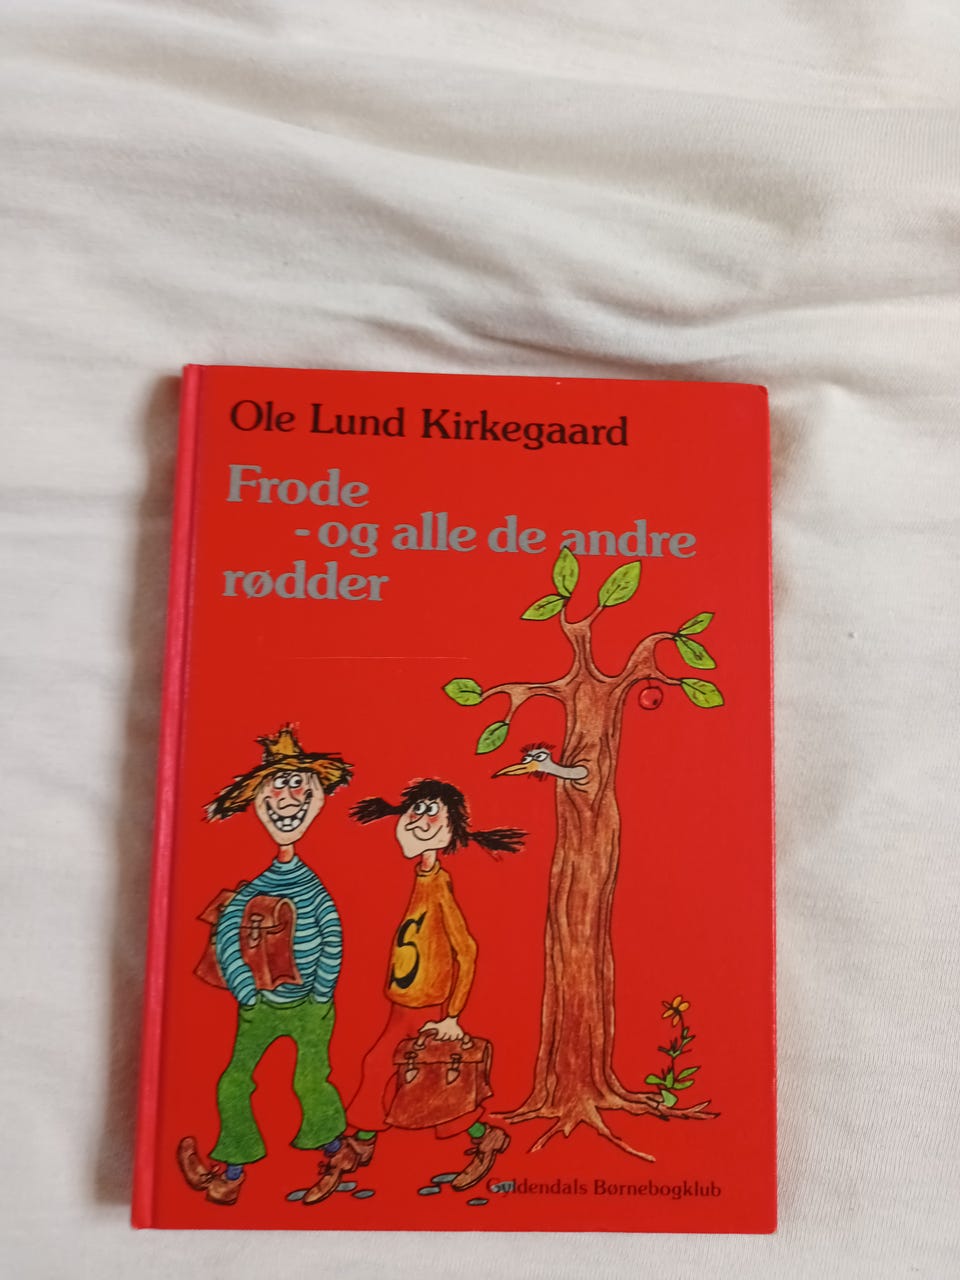 Ole Lund Kirkegaard
Frode
- og alle de andre
rødder
S
Gyldendals Børnebogklub